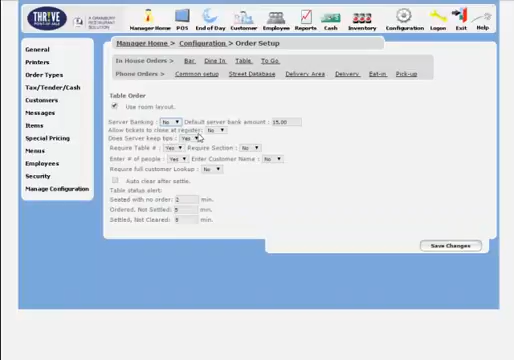 THRIVE
POINT OF SALE
A GRANBURY
RESTAURANT
SOLUTION
Manager Home POS End of Day Customer Employee Reports Cash Inventory Configuration Logon Exit Help
General
Printers
Order Types
Tax/Tender/Cash
Customers
Messages
Items
Special Pricing
Menus
Employees
Security
Manage Configuration
Manager Home > Configuration > Order Setup
In House Orders: Bar Dine In Table To Go
Phone Orders: Common setup Street Database Delivery Area Delivery Eat-in Pick-up
Table Order
Use room layout.
Server Banking: No Default server bank amount: 15.00
Allow tickets to close at register: No
Does Server keep tips: Yes
Require Table # : Yes Require Section : No
Enter # of people : Yes Enter Customer Name : No
Require full customer Lookup : No
Auto clear after settle.
Table status alert:
Seated with no order: 2 min.
Ordered, Not Settled: min.
Settled, Not Cleared: min.
Save Changes